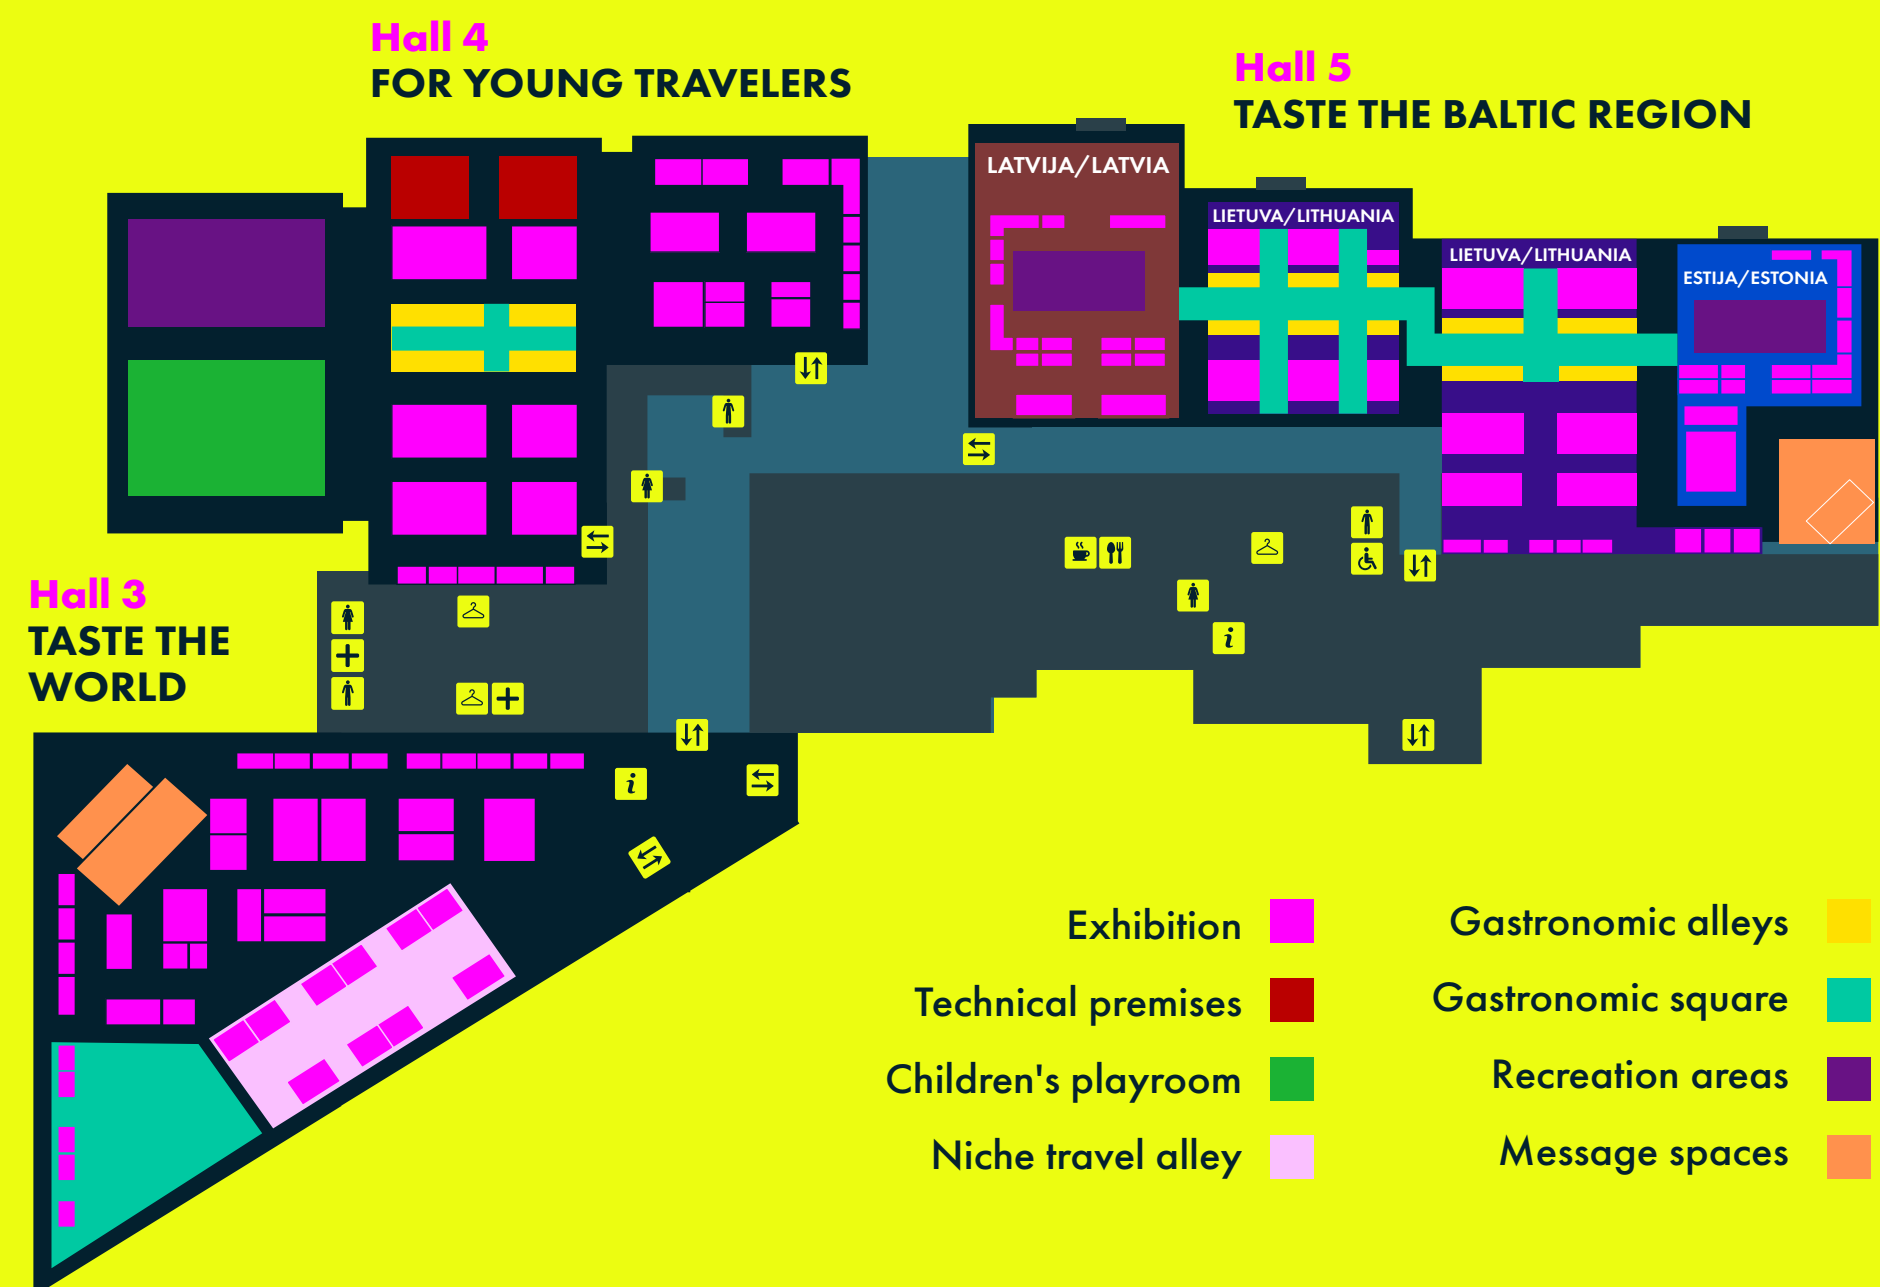 Hall 4
FOR YOUNG TRAVELERS
Hall 5
TASTE THE BALTIC REGION
LATVIJA/LATVIA
LIETUVA/LITHUANIA
LIETUVA/LITHUANIA
ESTIJA/ESTONIA
Hall 3
TASTE THE
WORLD
i
i
Exhibition
Gastronomic alleys
Technical premises
Gastronomic square
Children's playroom
Recreation areas
Niche travel alley
Message spaces